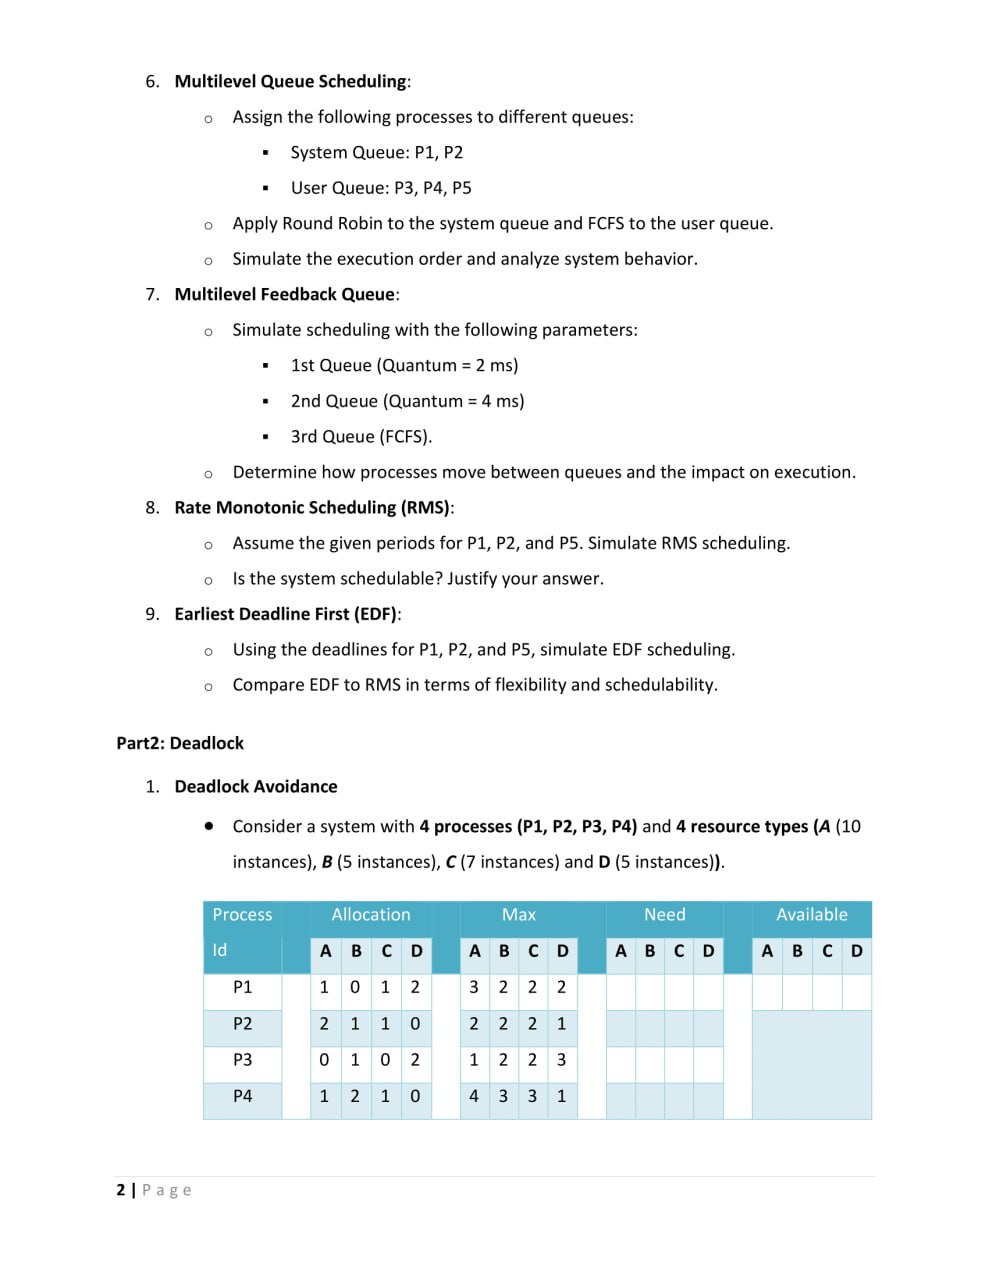 6. Multilevel Queue Scheduling:
o Assign the following processes to different queues:
▪ System Queue: P1, P2
▪ User Queue: P3, P4, P5
o Apply Round Robin to the system queue and FCFS to the user queue.
o Simulate the execution order and analyze system behavior.
7. Multilevel Feedback Queue:
o Simulate scheduling with the following parameters:
▪ 1st Queue (Quantum = 2 ms)
▪ 2nd Queue (Quantum = 4 ms)
▪ 3rd Queue (FCFS).
o Determine how processes move between queues and the impact on execution.
8. Rate Monotonic Scheduling (RMS):
o Assume the given periods for P1, P2, and P5. Simulate RMS scheduling.
o Is the system schedulable? Justify your answer.
9. Earliest Deadline First (EDF):
o Using the deadlines for P1, P2, and P5, simulate EDF scheduling.
o Compare EDF to RMS in terms of flexibility and schedulability.
Part2: Deadlock
1. Deadlock Avoidance
• Consider a system with 4 processes (P1, P2, P3, P4) and 4 resource types (A (10
instances), B (5 instances), C (7 instances) and D (5 instances)).
Process Allocation Max Need Available
Id A B C D A B C D A B C D A B C D
P1 1 0 1 2 3 2 2 2
P2 2 1 1 0 2 2 2 1
P3 0 1 0 2 1 2 2 3
P4 1 2 1 0 4 3 3 1
2 | Page